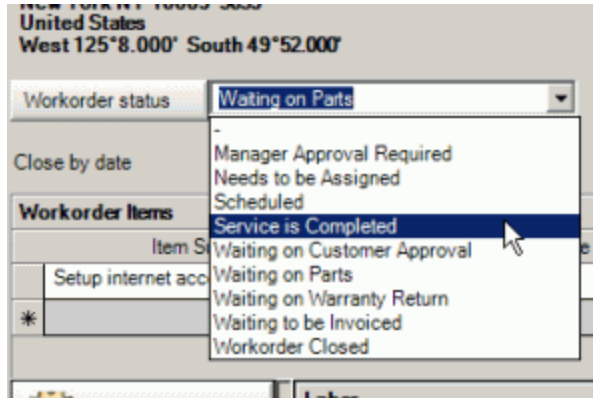 United States
West 125°8.000" South 49°52.000"
Workorder status Waiting on Parts
-
Manager Approval Required
Close by date Needs to be Assigned
Scheduled
Workorder Items Service is Completed
Item Waiting on Customer Approval
Setup internet Waiting on Parts
Waiting on Warranty Return
Waiting to be Invoiced
Workorder Closed
Labor